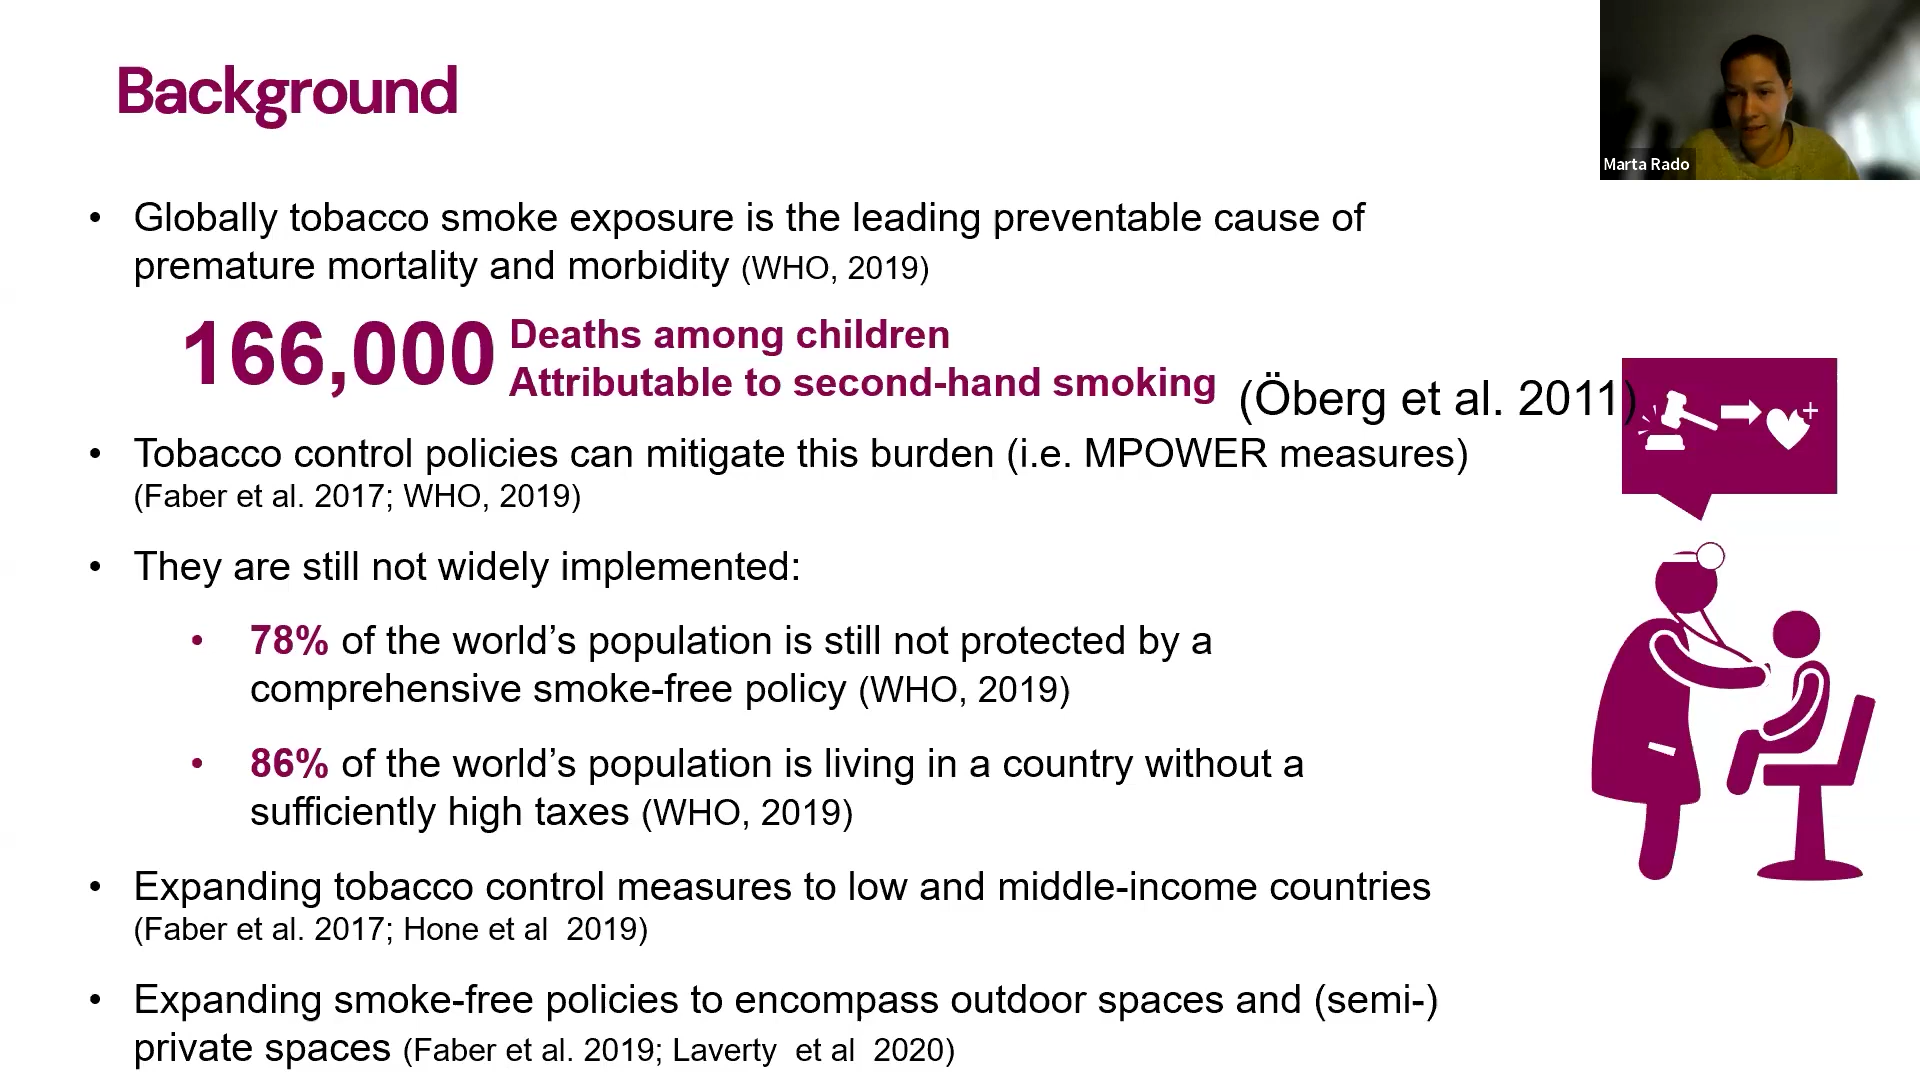 Background
Marta Rado
• Globally tobacco smoke exposure is the leading preventable cause of
premature mortality and morbidity (WHO, 2019)
166,000 Deaths among children
Attributable to second-hand smoking (Öberg et al. 2011)
• Tobacco control policies can mitigate this burden (i.e. MPOWER measures)
(Faber et al. 2017; WHO, 2019)
• They are still not widely implemented:
• 78% of the world’s population is still not protected by a
comprehensive smoke-free policy (WHO, 2019)
• 86% of the world’s population is living in a country without a
sufficiently high taxes (WHO, 2019)
• Expanding tobacco control measures to low and middle-income countries
(Faber et al. 2017; Hone et al  2019)
• Expanding smoke-free policies to encompass outdoor spaces and (semi-)
private spaces (Faber et al. 2019; Laverty  et al  2020)